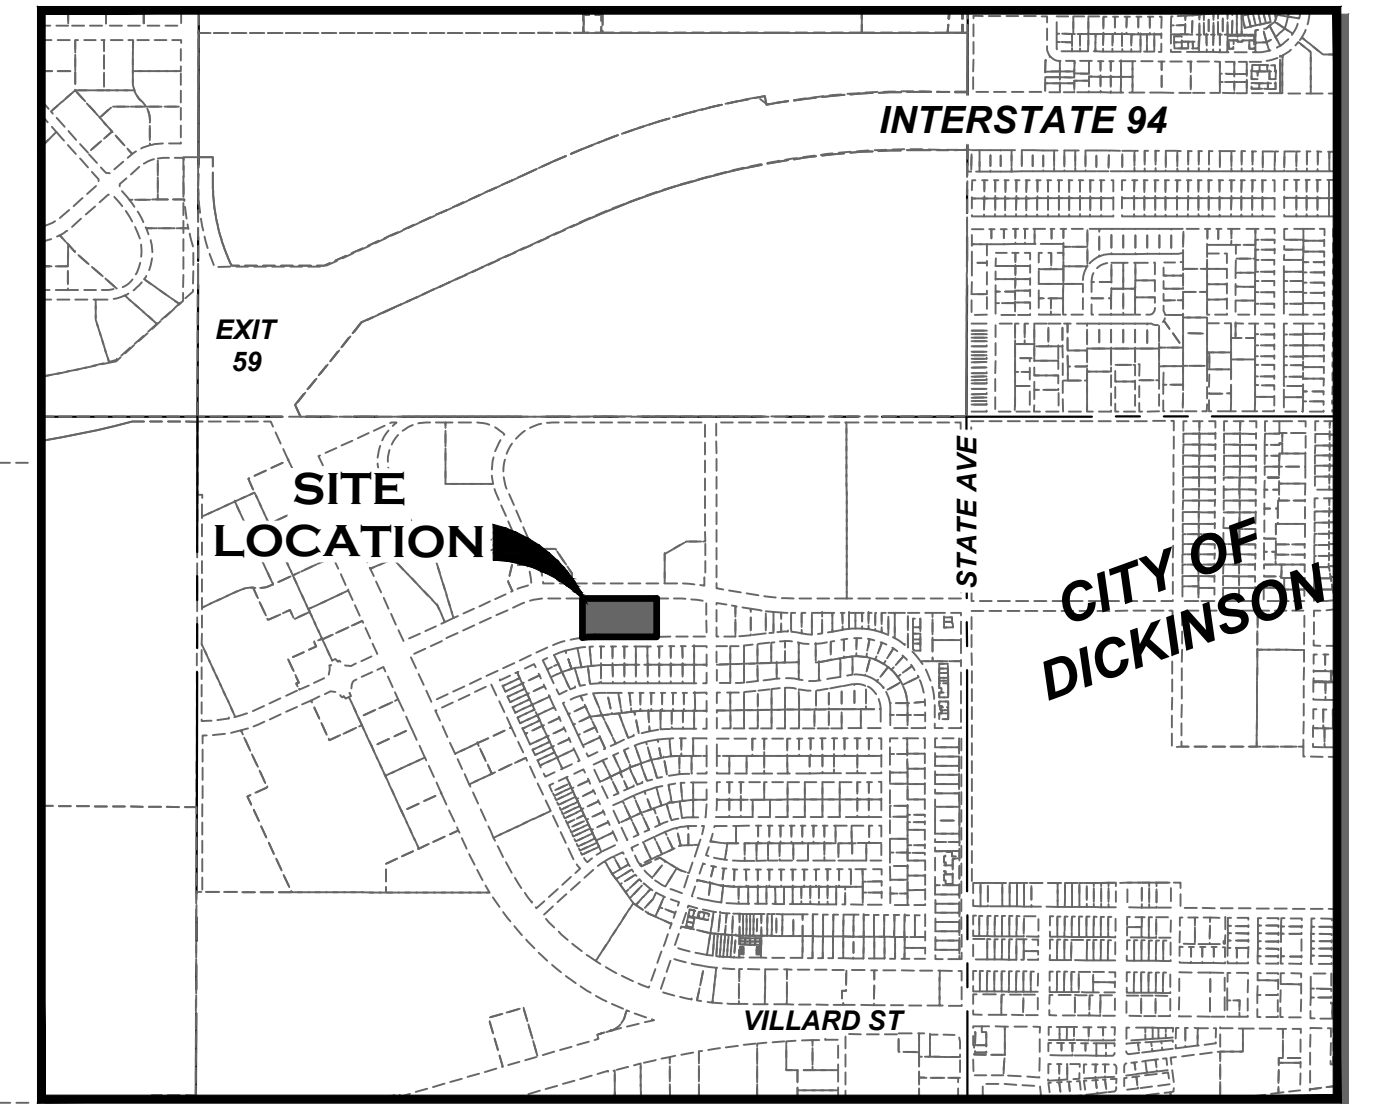 INTERSTATE 94
EXIT
59
SITE
LOCATION
STATE AVE
CITY OF
DICKINSON
VILLARD ST